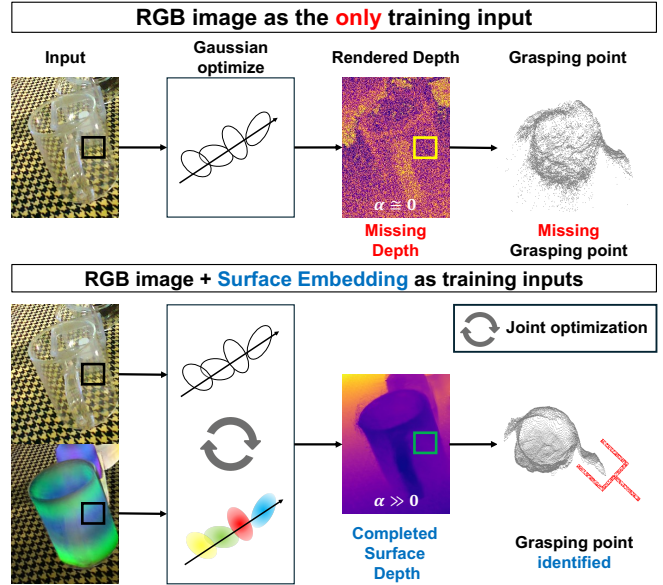 RGB image as the only training input
Input
Gaussian
optimize
Rendered Depth
Grasping point
α ≅ 0
Missing
Depth
Missing
Grasping point
RGB image + Surface Embedding as training inputs
Joint optimization
α ≫ 0
Completed
Surface
Depth
Grasping point
identified